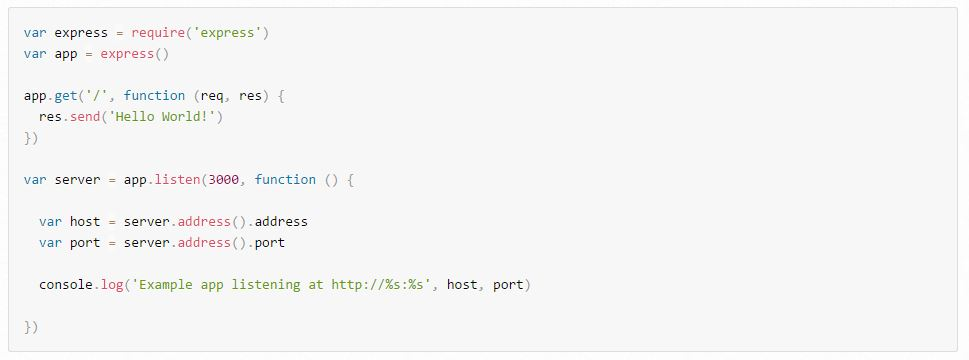 var express = require('express')
var app = express()
app.get('/', function (req, res) {
  res.send('Hello World!')
})
var server = app.listen(3000, function () {
  var host = server.address().address
  var port = server.address().port
  console.log('Example app listening at http://%s:%s', host, port)
})